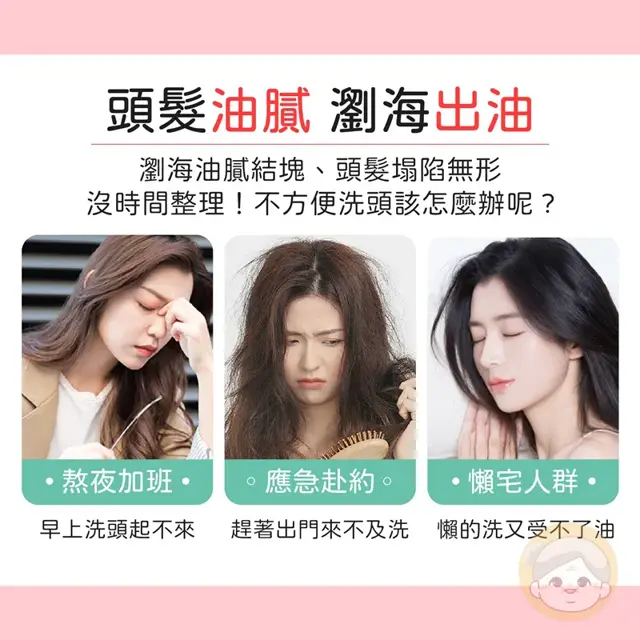 頭髮油膩 瀏海出油
瀏海油膩結塊、頭髮塌陷無形
沒時間整理！不方便洗頭該怎麼辦呢？
•熬夜加班•
◦應急赴約◦
•懶宅人群•
早上洗頭起不來
趕著出門來不及洗
懶的洗又受不了油